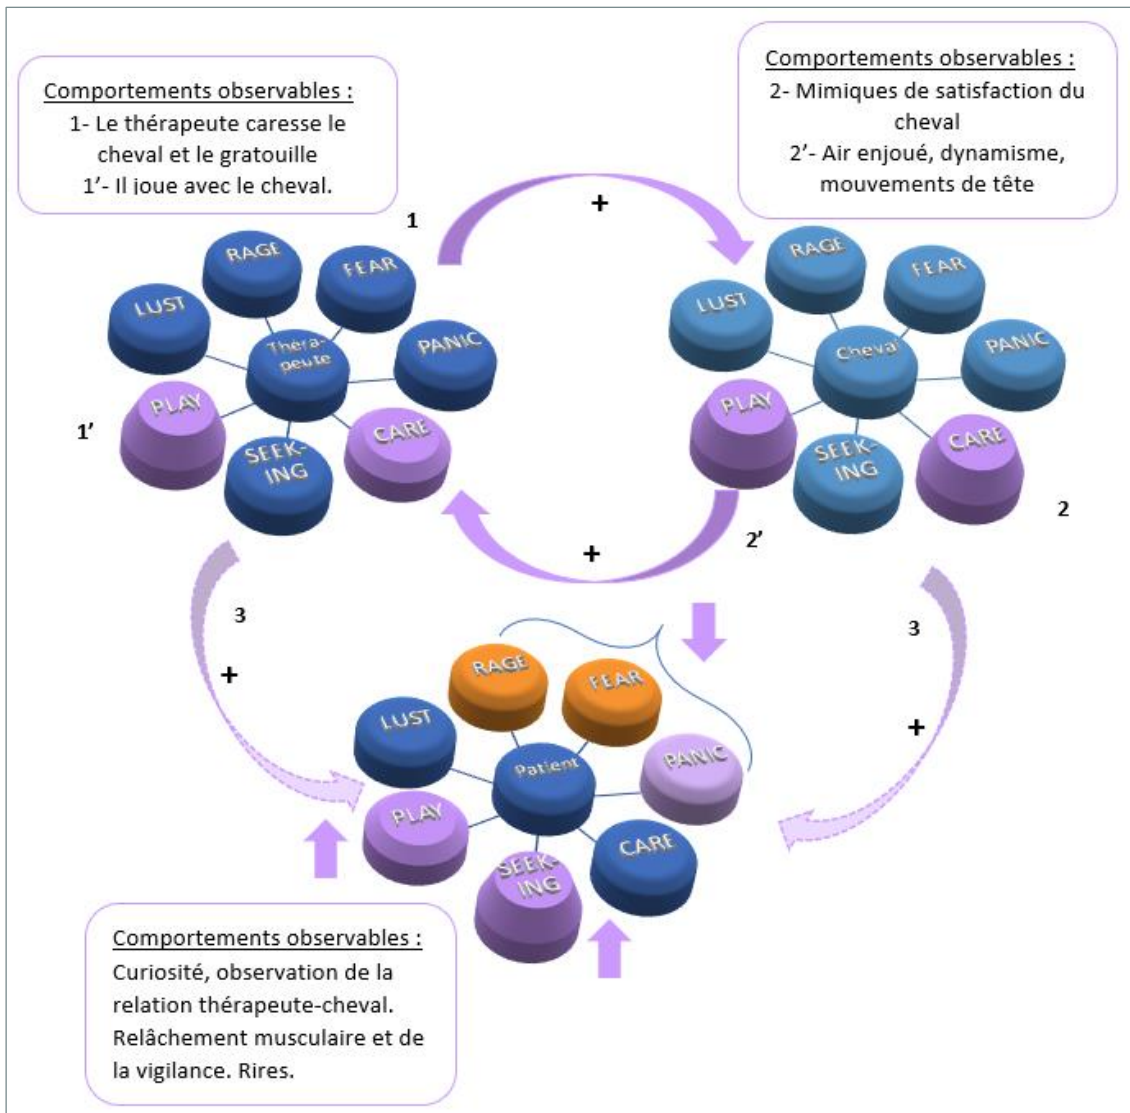 Comportements observables :
1- Le thérapeute caresse le
cheval et le gratouille
1'- Il joue avec le cheval.
Comportements observables :
2- Mimiques de satisfaction du
cheval
2'- Air enjoué, dynamisme,
mouvements de tête
+
1
RAGE
FEAR
LUST
PANIC
Théra-
peute
PLAY
CARE
SEEK-
ING
1'
RAGE
FEAR
LUST
PANIC
Cheval
PLAY
CARE
SEEK-
ING
2
2'
+
3
+
3
+
RAGE
FEAR
LUST
PANIC
Patient
PLAY
CARE
SEEK-
ING
Comportements observables :
Curiosité, observation de la
relation thérapeute-cheval.
Relâchement musculaire et de
la vigilance. Rires.